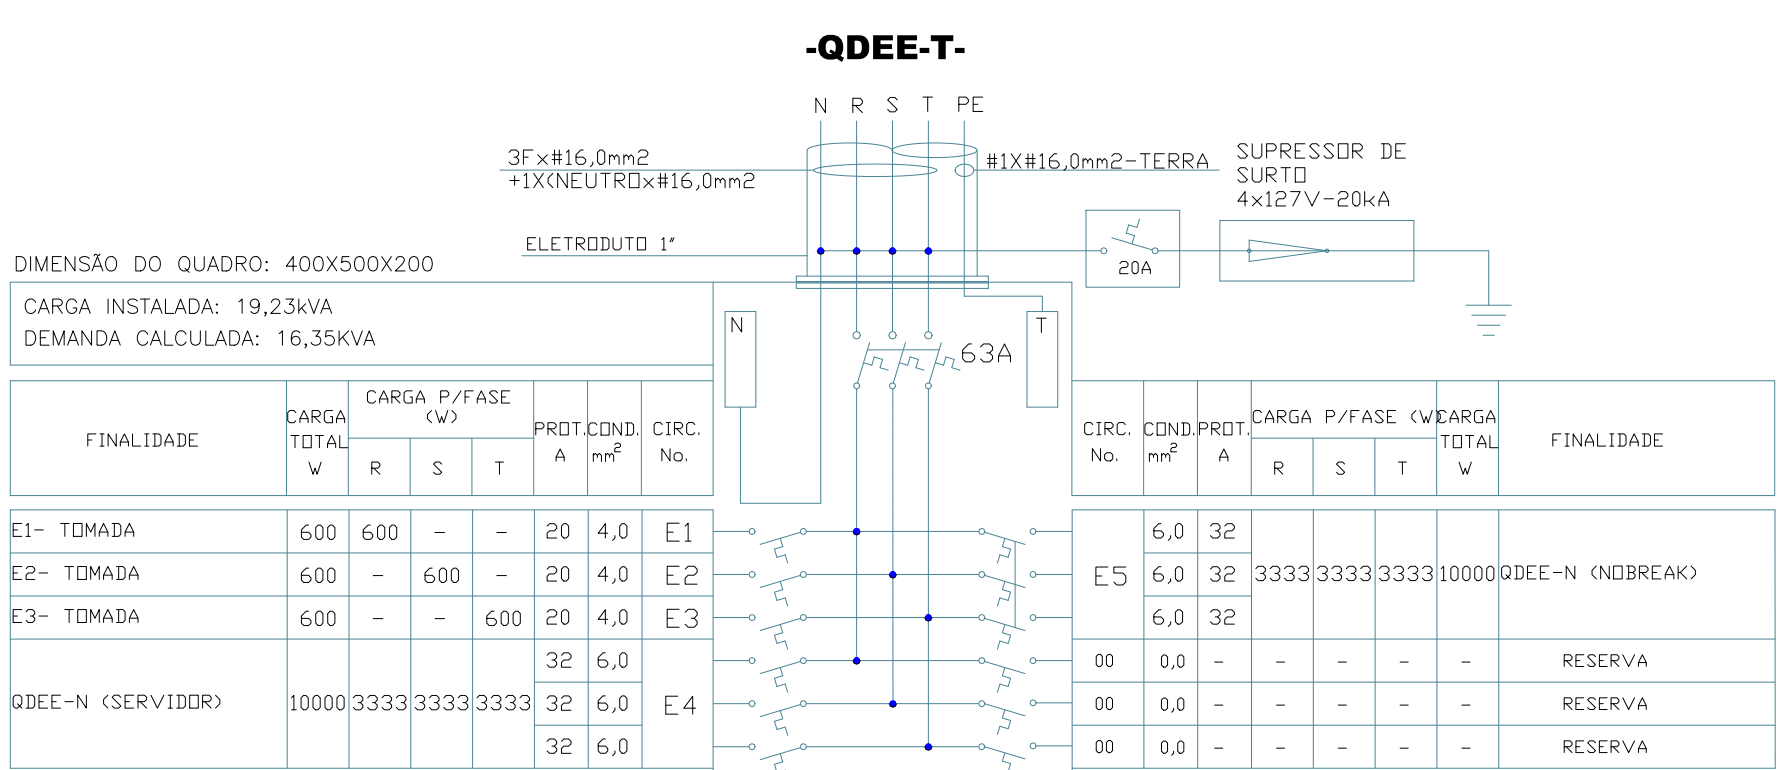 -QDEE-T-
N R S T PE
3Fx#16,0mm2
+1X(NEUTROx#16,0mm2
#1X#16,0mm2-TERRA
SUPRESSOR DE
SURTO
4x127V-20kA
ELETRODUTO 1"
20A
DIMENSÃO DO QUADRO: 400X500X200
CARGA INSTALADA: 19,23kVA
DEMANDA CALCULADA: 16,35KVA
N
T
63A
FINALIDADE
CARGA
TOTAL
W
CARGA P/FASE
(W)
R S T
PROT.
A
COND.
mm2
CIRC.
No.
CIRC.
No.
COND.
mm2
PROT.
A
CARGA P/FASE (W)
R S T
CARGA
TOTAL
W
FINALIDADE
E1- TOMADA 600 600 - - 20 4,0 E1
E2- TOMADA 600 - 600 - 20 4,0 E2
E3- TOMADA 600 - - 600 20 4,0 E3
32 6,0
QDEE-N (SERVIDOR) 10000 3333 3333 3333 32 6,0 E4
32 6,0
6,0 32
E5 6,0 32 3333 3333 3333 10000 QDEE-N (NOBREAK)
6,0 32
00 0,0 - - - - - RESERVA
00 0,0 - - - - - RESERVA
00 0,0 - - - - - RESERVA